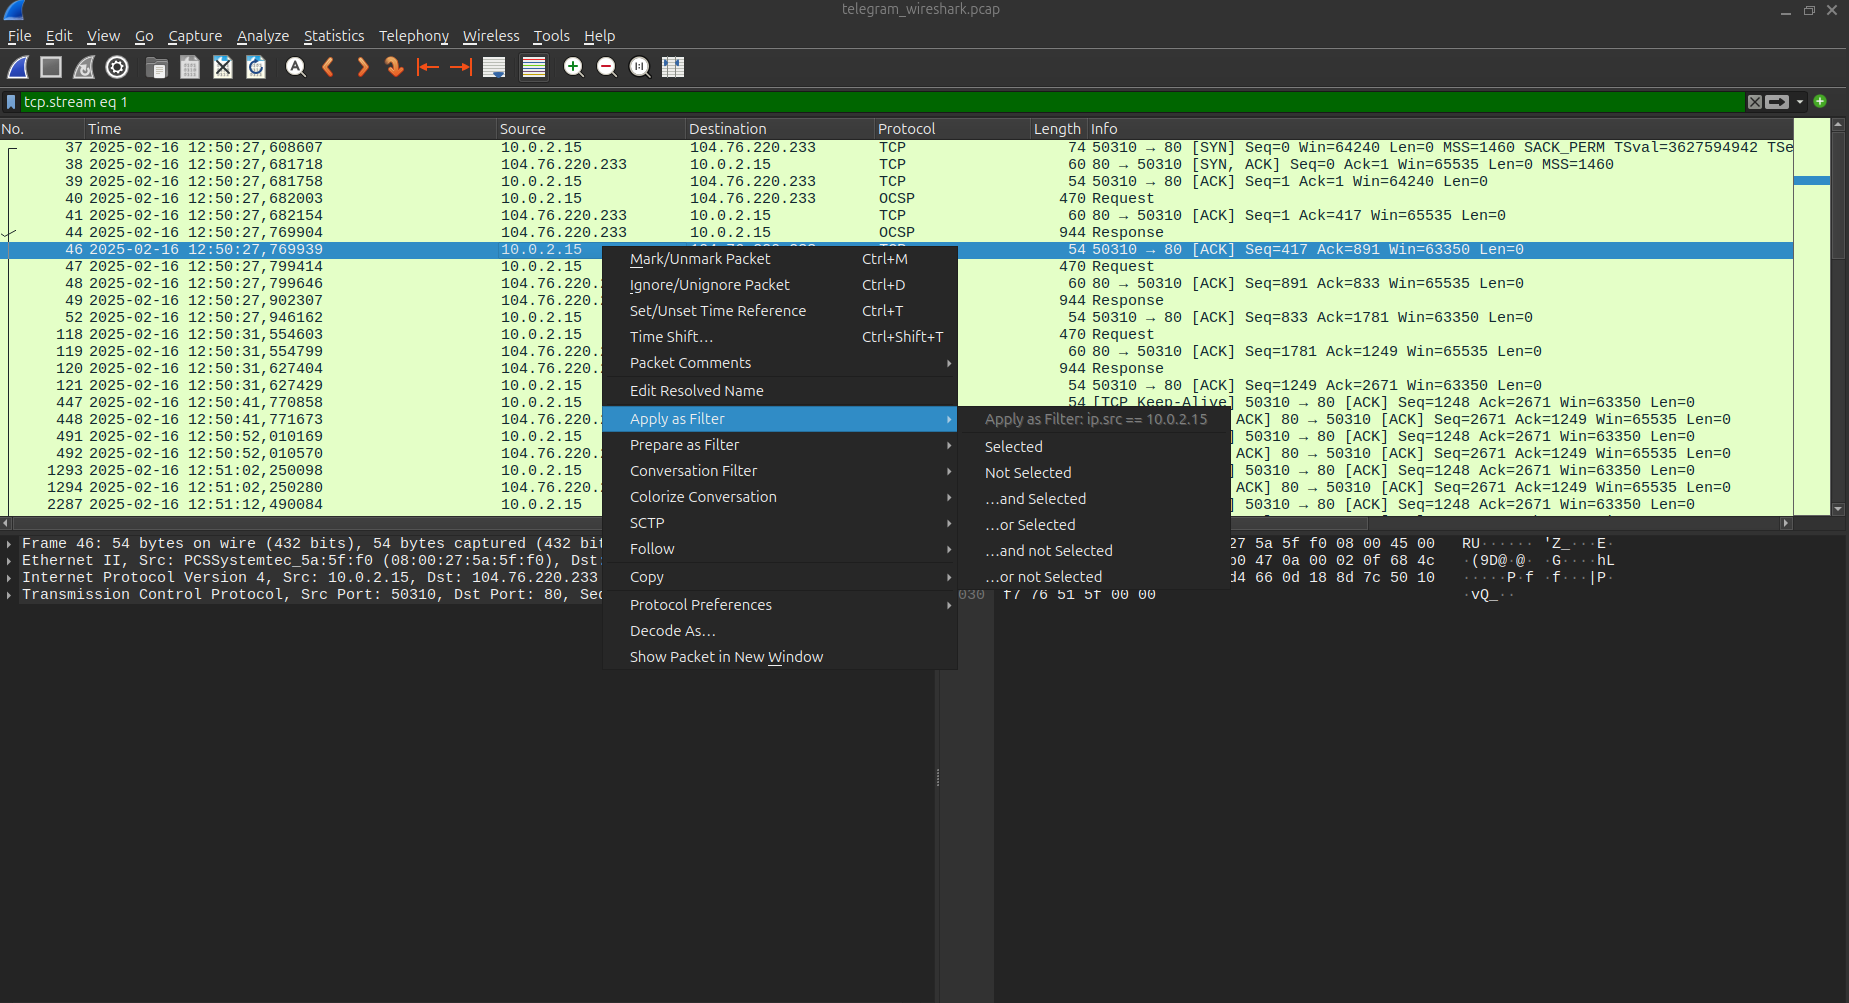 telegram_wireshark.pcap
File Edit View Go Capture Analyze Statistics Telephony Wireless Tools Help
tcp.stream eq 1
No. Time Source Destination Protocol Length Info
37 2025-02-16 12:50:27,608607 10.0.2.15 104.76.220.233 TCP 74 50310 → 80 [SYN] Seq=0 Win=64240 Len=0 MSS=1460 SACK_PERM TSval=3627594942 TSe
38 2025-02-16 12:50:27,681718 104.76.220.233 10.0.2.15 TCP 60 80 → 50310 [SYN, ACK] Seq=0 Ack=1 Win=65535 Len=0 MSS=1460
39 2025-02-16 12:50:27,681758 10.0.2.15 104.76.220.233 TCP 54 50310 → 80 [ACK] Seq=1 Ack=1 Win=64240 Len=0
40 2025-02-16 12:50:27,682003 10.0.2.15 104.76.220.233 OCSP 470 Request
41 2025-02-16 12:50:27,682154 104.76.220.233 10.0.2.15 TCP 60 80 → 50310 [ACK] Seq=1 Ack=417 Win=65535 Len=0
44 2025-02-16 12:50:27,769904 104.76.220.233 10.0.2.15 OCSP 944 Response
46 2025-02-16 12:50:27,769939 10.0.2.15 54 50310 → 80 [ACK] Seq=417 Ack=891 Win=63350 Len=0
47 2025-02-16 12:50:27,799414 10.0.2.15 470 Request
48 2025-02-16 12:50:27,799646 104.76.220. 60 80 → 50310 [ACK] Seq=891 Ack=833 Win=65535 Len=0
49 2025-02-16 12:50:27,902307 104.76.220. 944 Response
52 2025-02-16 12:50:27,946162 10.0.2.15 54 50310 → 80 [ACK] Seq=833 Ack=1781 Win=63350 Len=0
118 2025-02-16 12:50:31,554603 10.0.2.15 470 Request
119 2025-02-16 12:50:31,554799 104.76.220. 60 80 → 50310 [ACK] Seq=1781 Ack=1249 Win=65535 Len=0
120 2025-02-16 12:50:31,627404 104.76.220. 944 Response
121 2025-02-16 12:50:31,627429 10.0.2.15 54 50310 → 80 [ACK] Seq=1249 Ack=2671 Win=63350 Len=0
447 2025-02-16 12:50:41,770858 10.0.2.15 54 [TCP Keep-Alive] 50310 → 80 [ACK] Seq=1248 Ack=2671 Win=63350 Len=0
448 2025-02-16 12:50:41,771673 104.76.220. ACK] 80 → 50310 [ACK] Seq=2671 Ack=1249 Win=65535 Len=0
491 2025-02-16 12:50:52,010169 10.0.2.15 50310 → 80 [ACK] Seq=1248 Ack=2671 Win=63350 Len=0
492 2025-02-16 12:50:52,010570 104.76.220. ACK] 80 → 50310 [ACK] Seq=2671 Ack=1249 Win=65535 Len=0
1293 2025-02-16 12:51:02,250098 10.0.2.15 50310 → 80 [ACK] Seq=1248 Ack=2671 Win=63350 Len=0
1294 2025-02-16 12:51:02,250280 104.76.220. ACK] 80 → 50310 [ACK] Seq=2671 Ack=1249 Win=65535 Len=0
2287 2025-02-16 12:51:12,490084 10.0.2.15 50310 → 80 [ACK] Seq=1248 Ack=2671 Win=63350 Len=0
Mark/Unmark Packet Ctrl+M
Ignore/Unignore Packet Ctrl+D
Set/Unset Time Reference Ctrl+T
Time Shift… Ctrl+Shift+T
Packet Comments
Edit Resolved Name
Apply as Filter
Prepare as Filter
Conversation Filter
Colorize Conversation
SCTP
Follow
Copy
Protocol Preferences
Decode As…
Show Packet in New Window
Apply as Filter: ip.src == 10.0.2.15
Selected
Not Selected
…and Selected
…or Selected
…and not Selected
…or not Selected
Frame 46: 54 bytes on wire (432 bits), 54 bytes captured (432 bit
Ethernet II, Src: PCSSystemtec_5a:5f:f0 (08:00:27:5a:5f:f0), Dst:
Internet Protocol Version 4, Src: 10.0.2.15, Dst: 104.76.220.233
Transmission Control Protocol, Src Port: 50310, Dst Port: 80, Sec
27 5a 5f f0 08 00 45 00 RU······ 'Z_···E·
b0 47 0a 00 02 0f 68 4c ·(9D@·@· ·G····hL
d4 66 0d 18 8d 7c 50 10 ·····P·f ·f···|P·
030 f7 76 51 5f 00 00 ·vQ_··